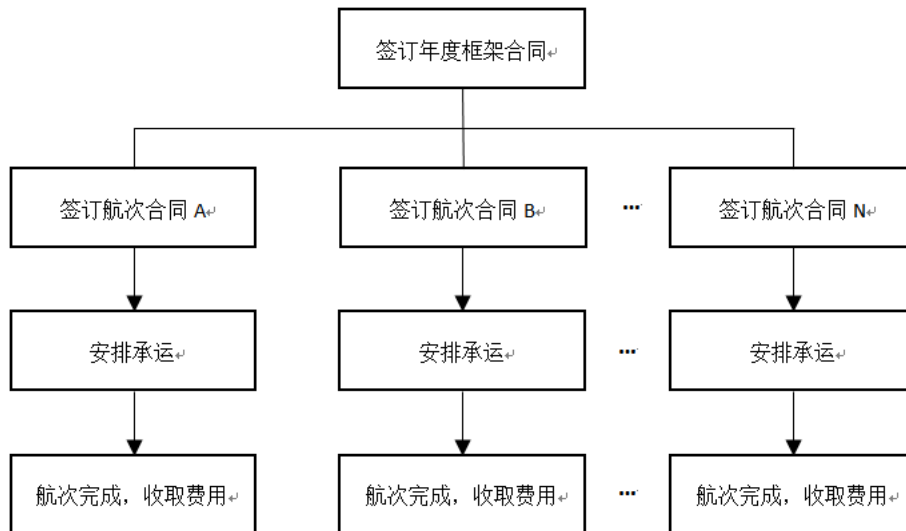 签订年度框架合同
签订航次合同 A
签订航次合同 B
...
签订航次合同 N
安排承运
安排承运
...
安排承运
航次完成，收取费用
航次完成，收取费用
...
航次完成，收取费用